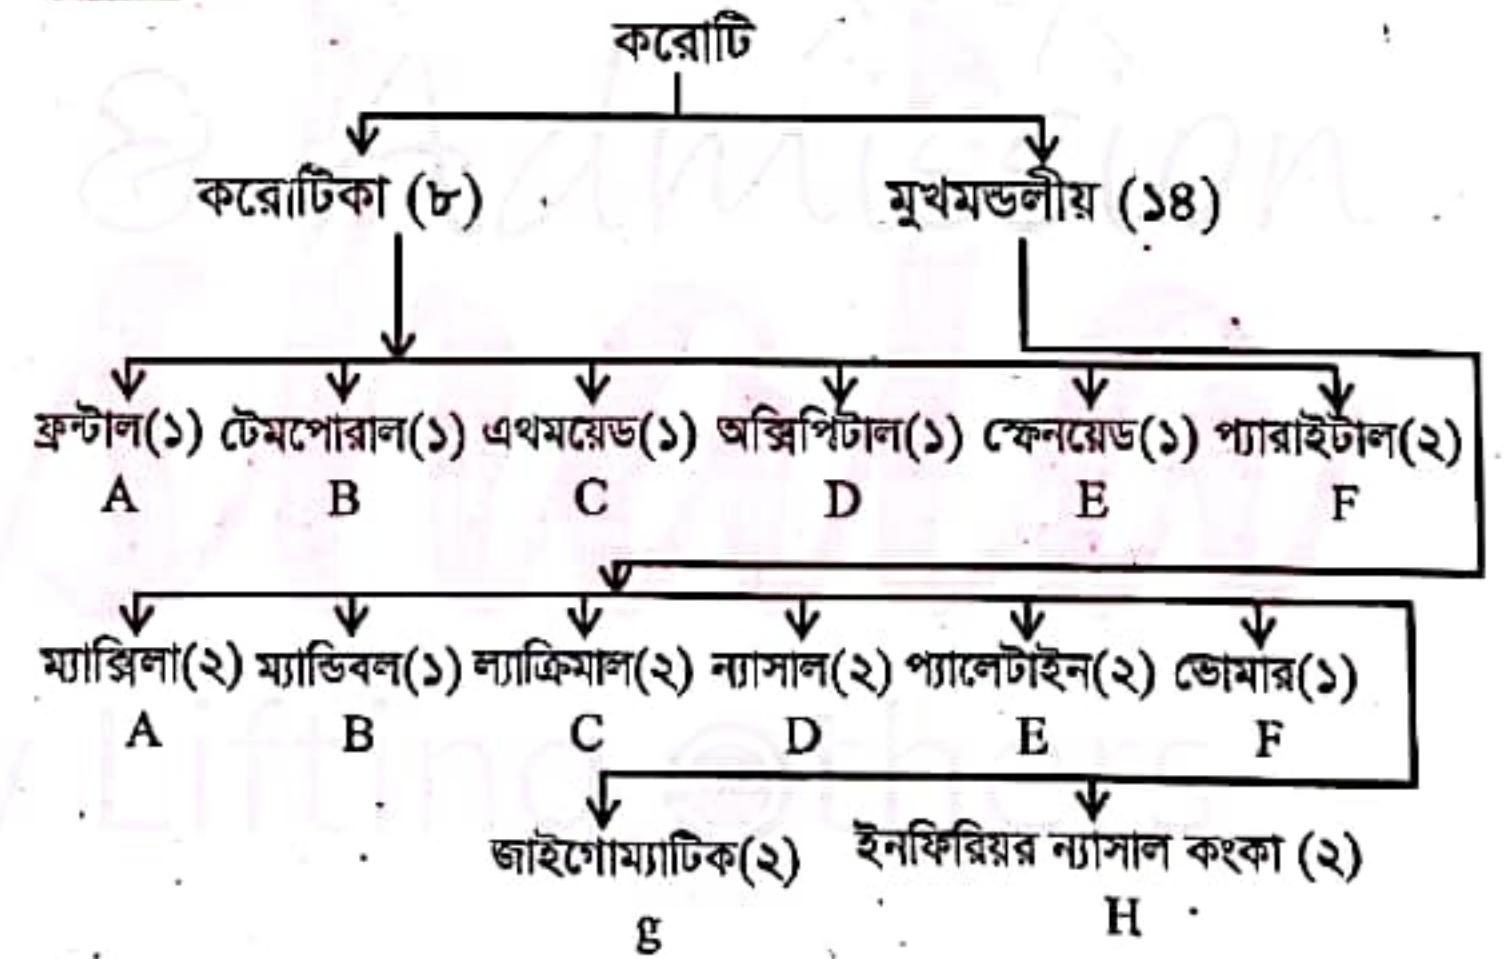 করোটি
করোটিকা (৮) মুখমন্ডলীয় (১৪)
ফ্রন্টাল(১) টেমপোরাল(১) এথময়েড(১) অক্সিপিটাল(১) স্ফেনয়েড(১) প্যারাইটাল(২)
A B C D E F
ম্যাক্সিলা(২) ম্যান্ডিবল(১) ল্যাক্রিমাল(২) ন্যাসাল(২) প্যালেটাইন(২) ভোমার(১)
A B C D E F
জাইগোম্যাটিক(২) ইনফিরিয়র ন্যাসাল কংকা (২)
g H